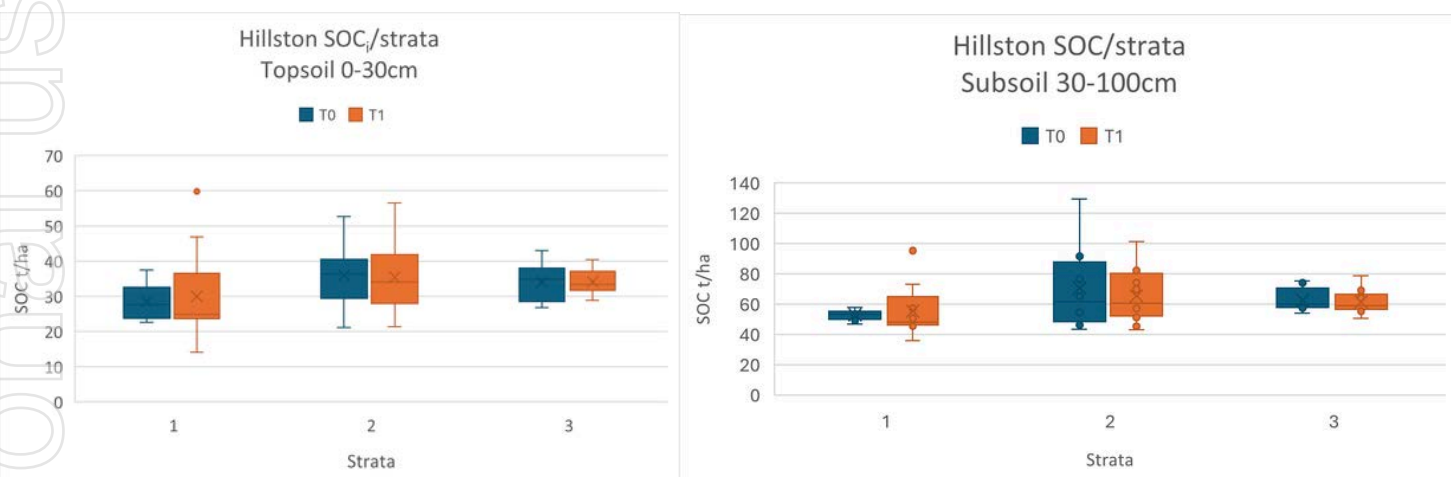 Hillston SOCᵢ/strata
Topsoil 0-30cm
T0 T1
SOC t/ha
70
60
50
40
30
20
10
0
1 2 3
Strata
Hillston SOC/strata
Subsoil 30-100cm
T0 T1
SOC t/ha
140
120
100
80
60
40
20
0
1 2 3
Strata